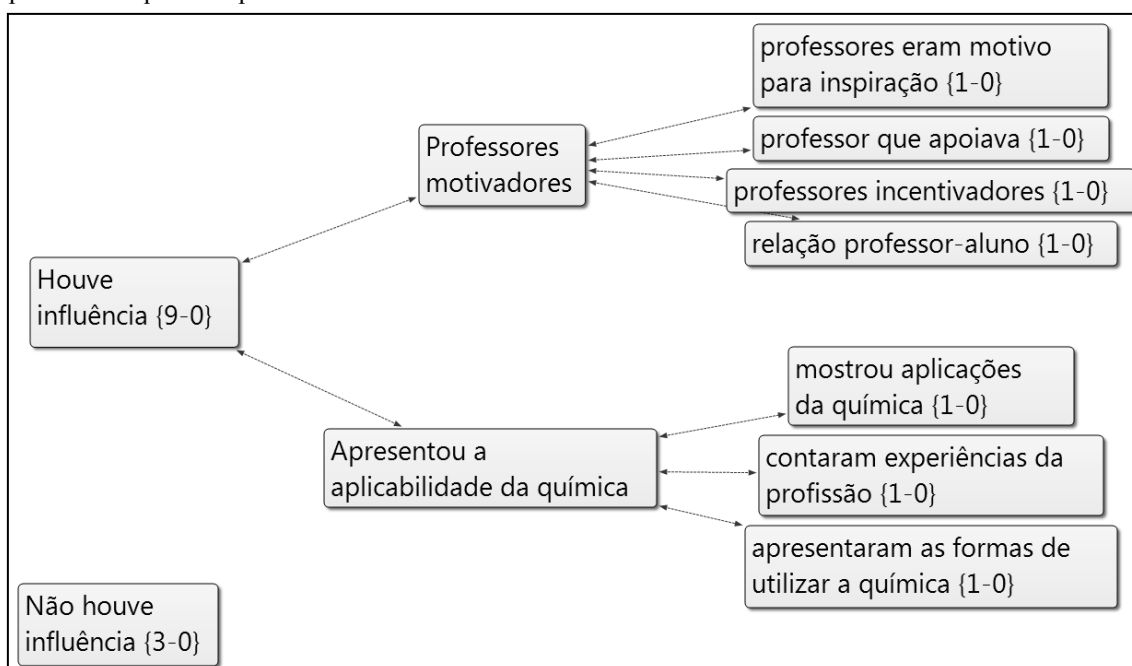 professores eram motivo
para inspiração {1-0}
Professores
motivadores
professor que apoiava {1-0}
professores incentivadores {1-0}
relação professor-aluno {1-0}
Houve
influência {9-0}
mostrou aplicações
da química {1-0}
Apresentou a
aplicabilidade da química
contaram experiências da
profissão {1-0}
apresentaram as formas de
utilizar a química {1-0}
Não houve
influência {3-0}